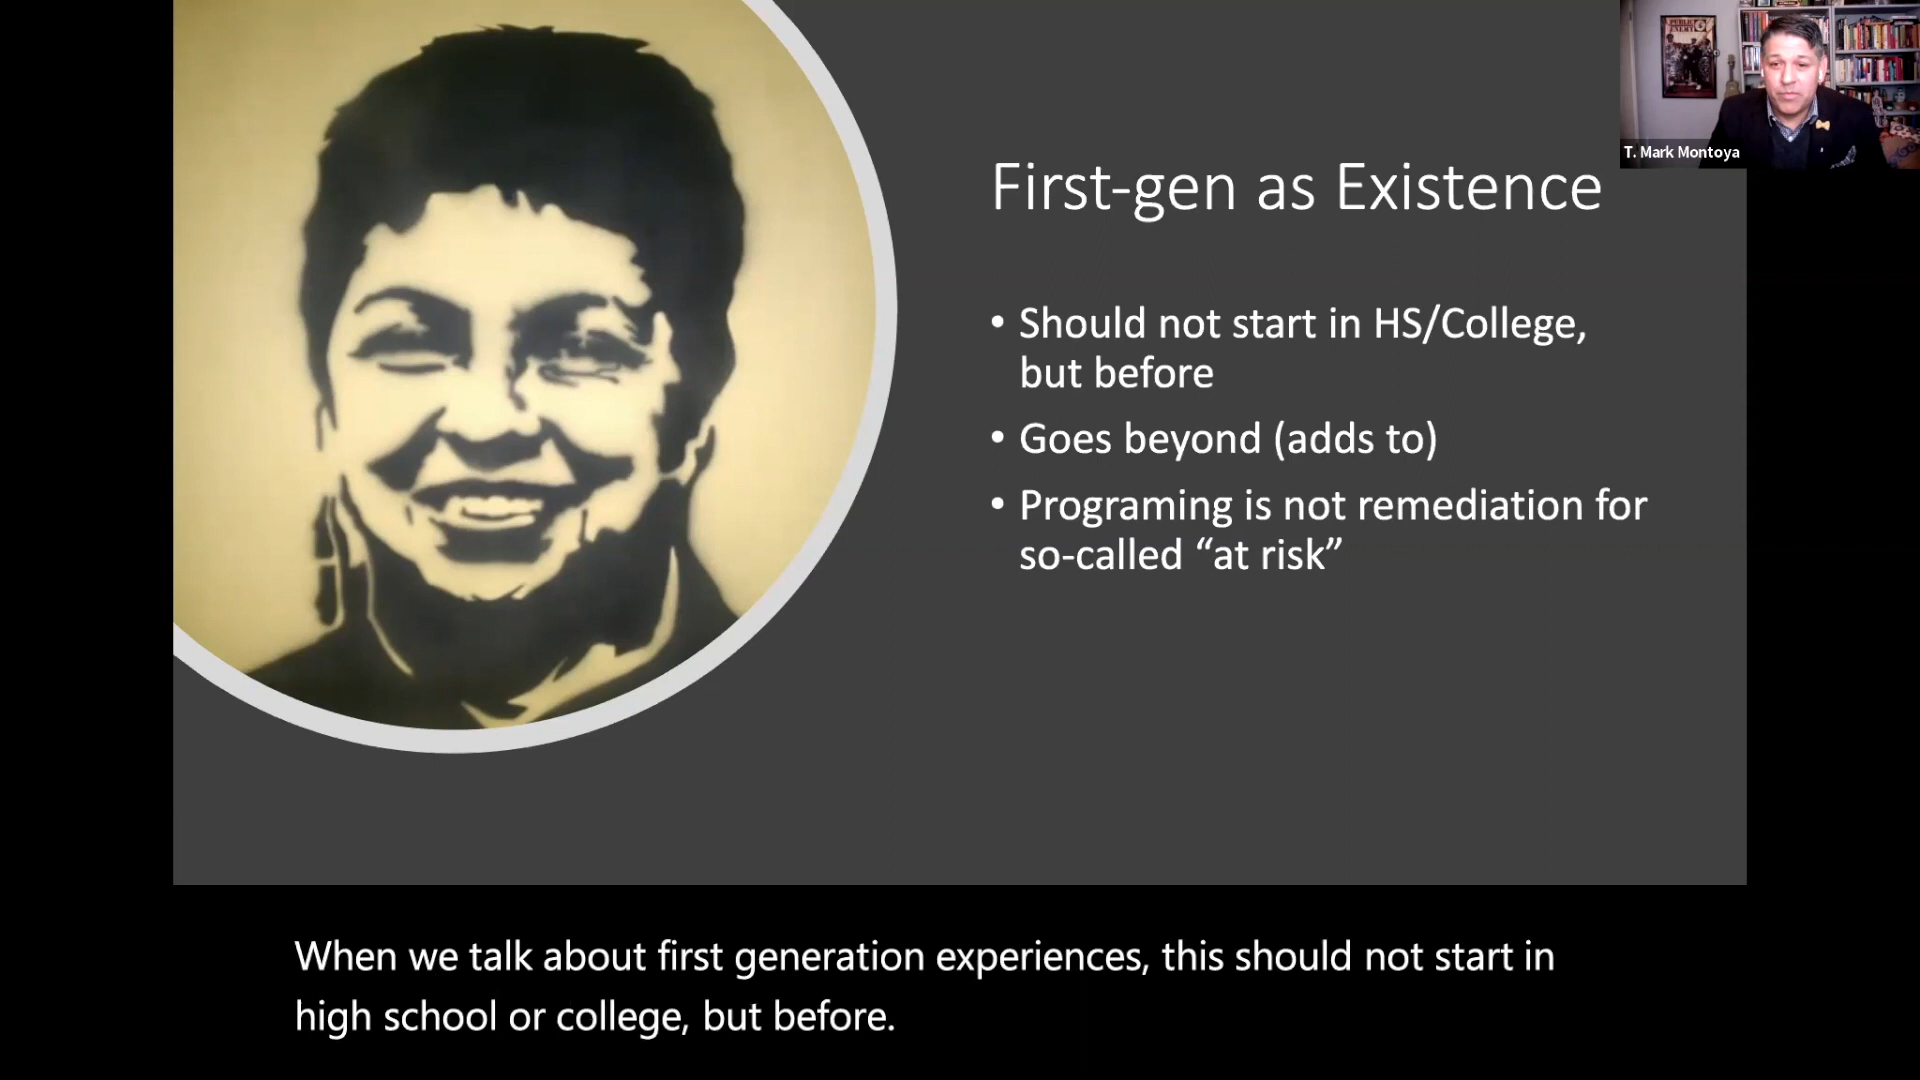 PUBLIC
ENEMY
T. Mark Montoya
First-gen as Existence
• Should not start in HS/College,
but before
• Goes beyond (adds to)
• Programing is not remediation for
so-called “at risk”
When we talk about first generation experiences, this should not start in
high school or college, but before.